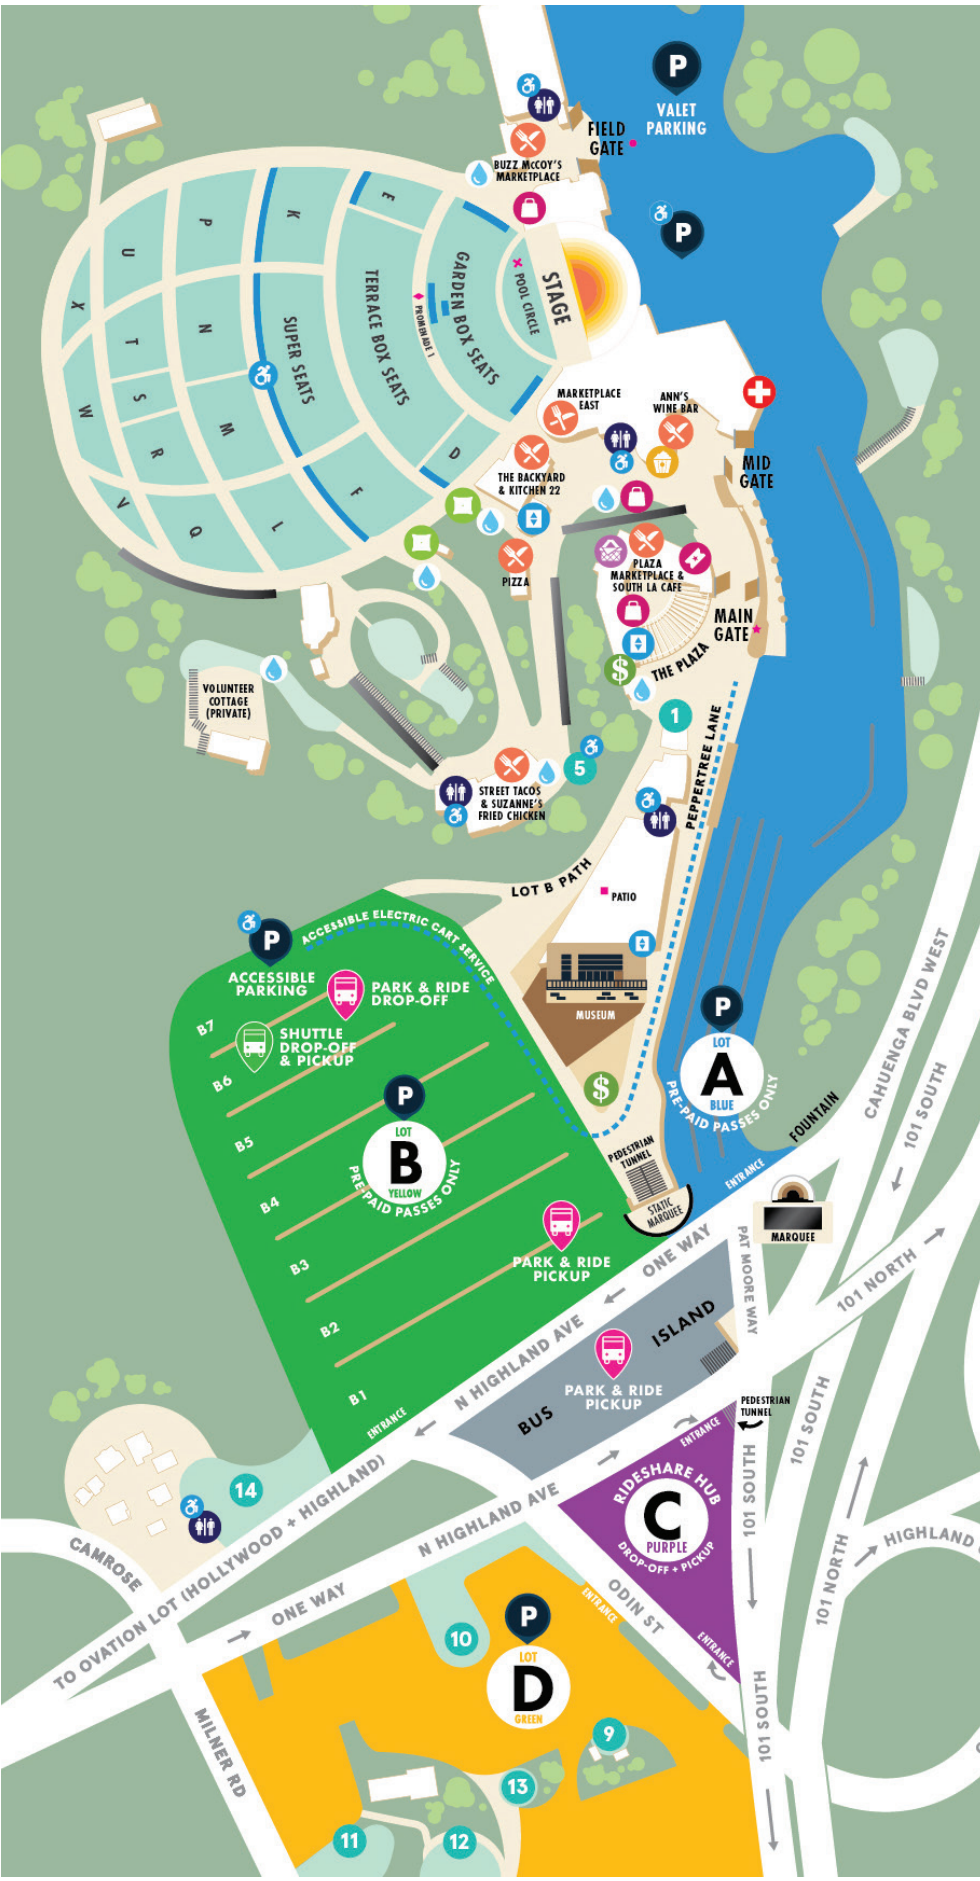 P
VALET
PARKING
FIELD
GATE
BUZZ McCOY'S
MARKETPLACE
P
STAGE
POOL CIRCLE
GARDEN BOX SEATS
PROMENADE 1
TERRACE BOX SEATS
SUPER SEATS
E
K
P
U
X
N
T
S
W
M
R
D
F
L
Q
V
MARKETPLACE
EAST
ANN'S
WINE BAR
MID
GATE
THE BACKYARD
& KITCHEN 22
PIZZA
PLAZA
MARKETPLACE &
SOUTH LA CAFE
MAIN
GATE
$
THE PLAZA
1
VOLUNTEER
COTTAGE
(PRIVATE)
5
STREET TACOS
& SUZANNE'S
FRIED CHICKEN
PEPPERTREE LANE
LOT B PATH
PATIO
MUSEUM
$
P
ACCESSIBLE
PARKING
ACCESSIBLE ELECTRIC CART SERVICE
PARK & RIDE
DROP-OFF
SHUTTLE
DROP-OFF
& PICKUP
B7
B6
B5
B4
B3
B2
B1
P
LOT
B
YELLOW
PRE-PAID PASSES ONLY
P
LOT
A
BLUE
PRE-PAID PASSES ONLY
FOUNTAIN
ENTRANCE
PEDESTRIAN
TUNNEL
STATIC
MARQUEE
MARQUEE
PARK & RIDE
PICKUP
CAHUENGA BLVD WEST
101 SOUTH
101 NORTH
PAT MOORE WAY
ONE WAY
N HIGHLAND AVE
ENTRANCE
BUS
ISLAND
PARK & RIDE
PICKUP
PEDESTRIAN
TUNNEL
101 SOUTH
ENTRANCE
RIDESHARE HUB
C
PURPLE
DROP-OFF + PICKUP
ENTRANCE
101 SOUTH
101 NORTH
HIGHLAND
14
CAMROSE
TO OVATION LOT (HOLLYWOOD + HIGHLAND)
ONE WAY
N HIGHLAND AVE
ODIN ST
ENTRANCE
10
P
LOT
D
GREEN
9
13
11
12
MILNER RD
101 SOUTH